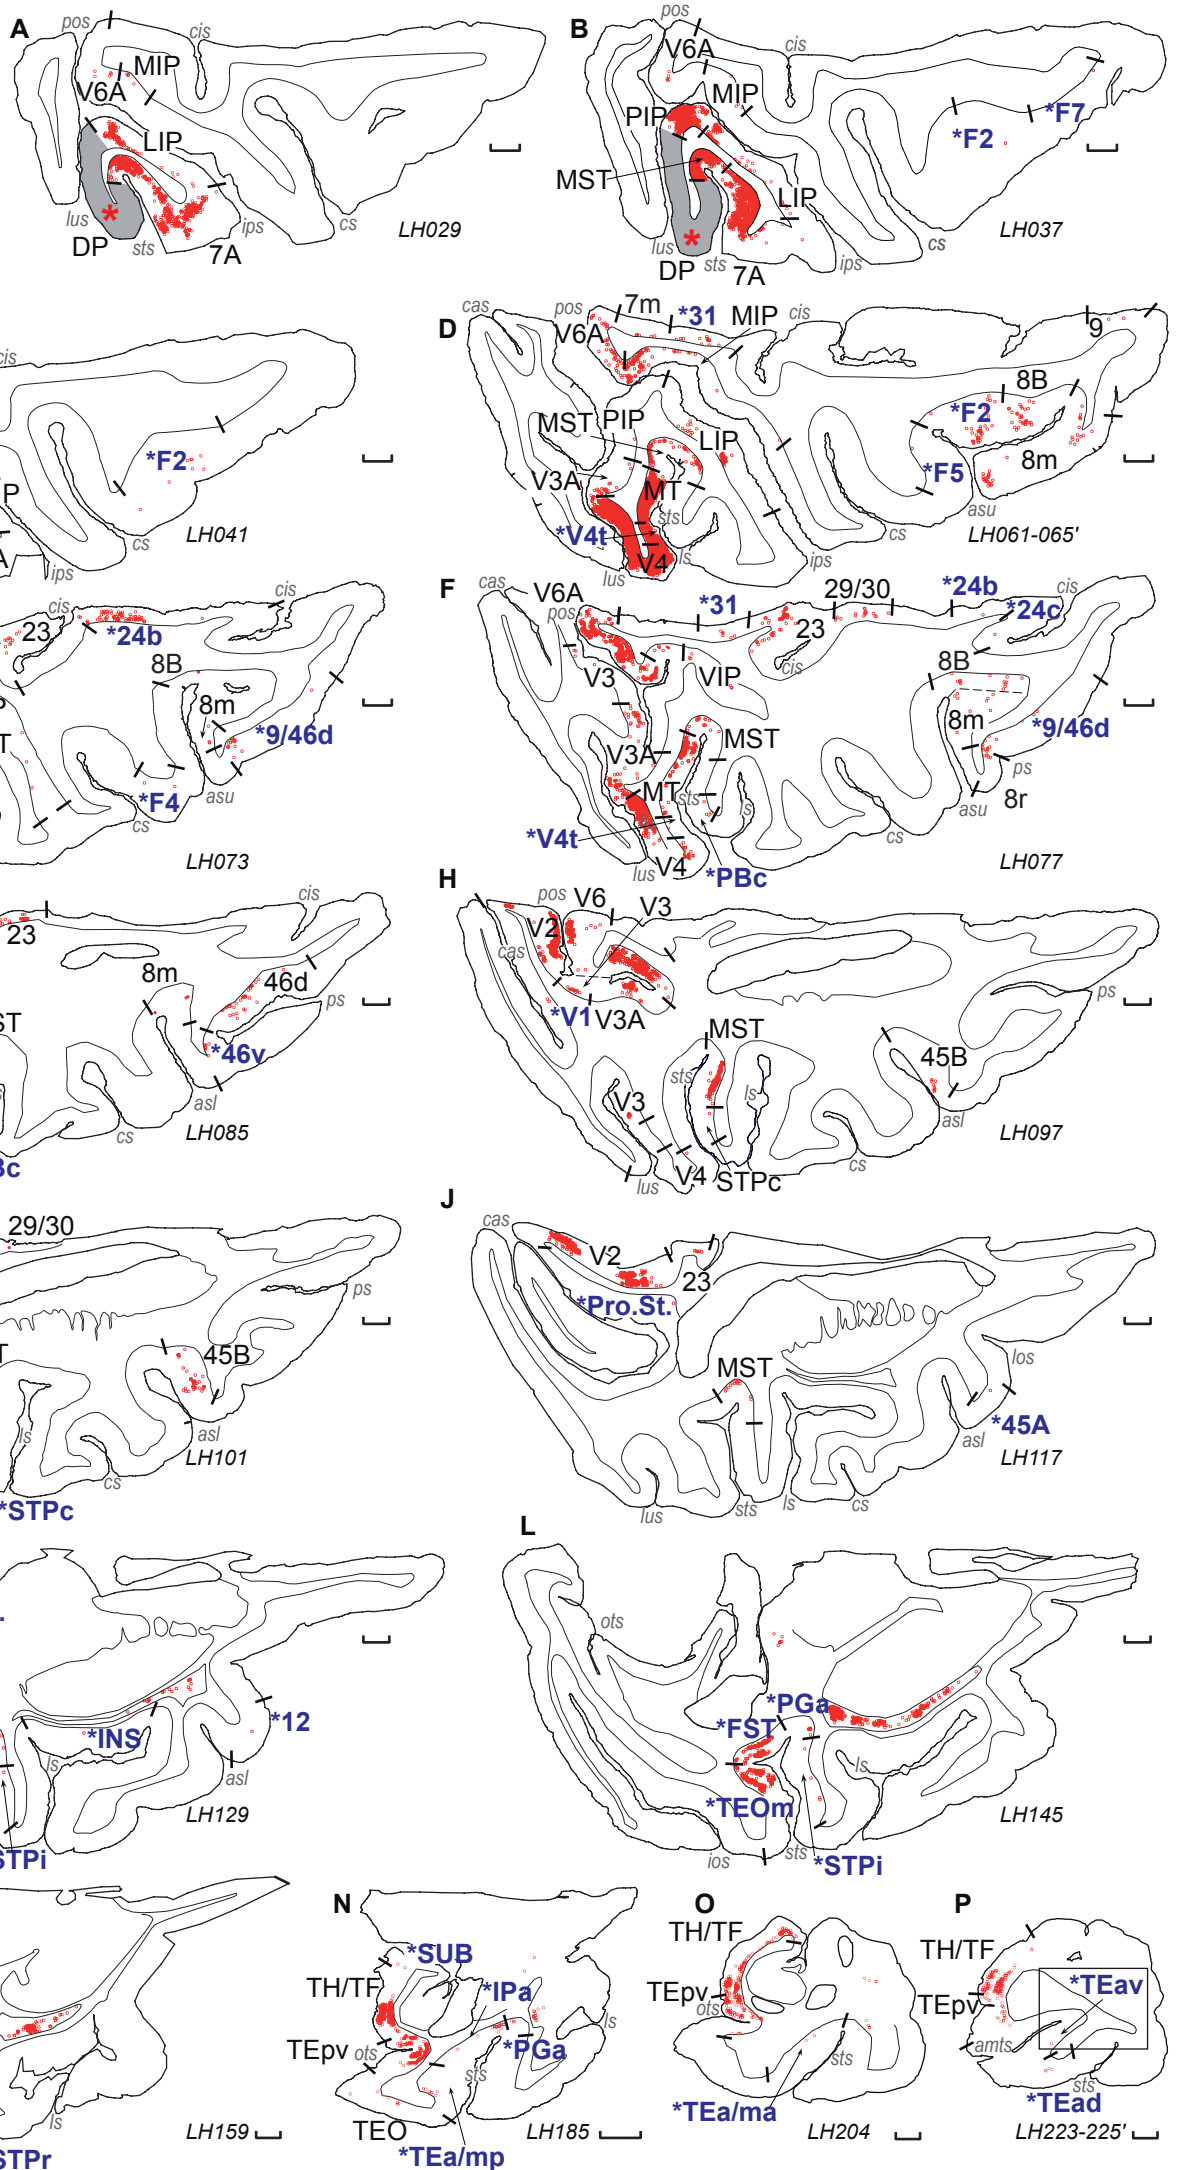 A
pos
cis
MIP
V6A
LIP
lus
*
DP
sts
7A
ips
cs
LH029
B
pos
cis
V6A
MIP
PIP
*F7
*F2
MST
LIP
lus
*
DP
sts
7A
ips
cs
LH037
cis
*F2
P
A
ips
cs
LH041
D
cas
pos
7m
*31
MIP
cis
V6A
9
8B
*F2
MST
PIP
LIP
8m
*F5
V3A
MT
sts
asu
*V4t
V4
ls
cs
LH061-065'
lus
ips
cis
23
*24b
cis
8B
P
8m
*9/46d
T
*F4
asu
cs
LH073
F
cas
V6A
pos
*31
29/30
*24b
cis
*24c
23
cis
V3
VIP
8B
8m
*9/46d
V3A
MST
MT
sts
ps
8r
asu
ls
*V4t
cs
V4
lus
*PBc
LH077
cis
23
8m
46d
ps
ST
*46v
asl
cs
LH085
Bc
H
pos
V6
V3
V2
cas
ps
*V1
V3A
MST
sts
45B
ls
V3
asl
LH097
cs
lus
V4
STPc
29/30
ps
T
45B
ls
asl
LH101
cs
*STPc
J
cas
V2
23
*Pro.St.
MST
los
*45A
asl
LH117
lus
sts
ls
cs
.
*INS
*12
ls
asl
LH129
STPi
L
ots
*PGa
*FST
ls
*TEOm
LH145
ios
sts
*STPi
ls
LH159
STPr
N
*SUB
TH/TF
*IPa
ls
TEpv
ots
*PGa
sts
TEO
LH185
*TEa/mp
O
TH/TF
TEpv
ots
sts
*TEa/ma
LH204
P
TH/TF
*TEav
TEpv
amts
sts
*TEad
LH223-225'